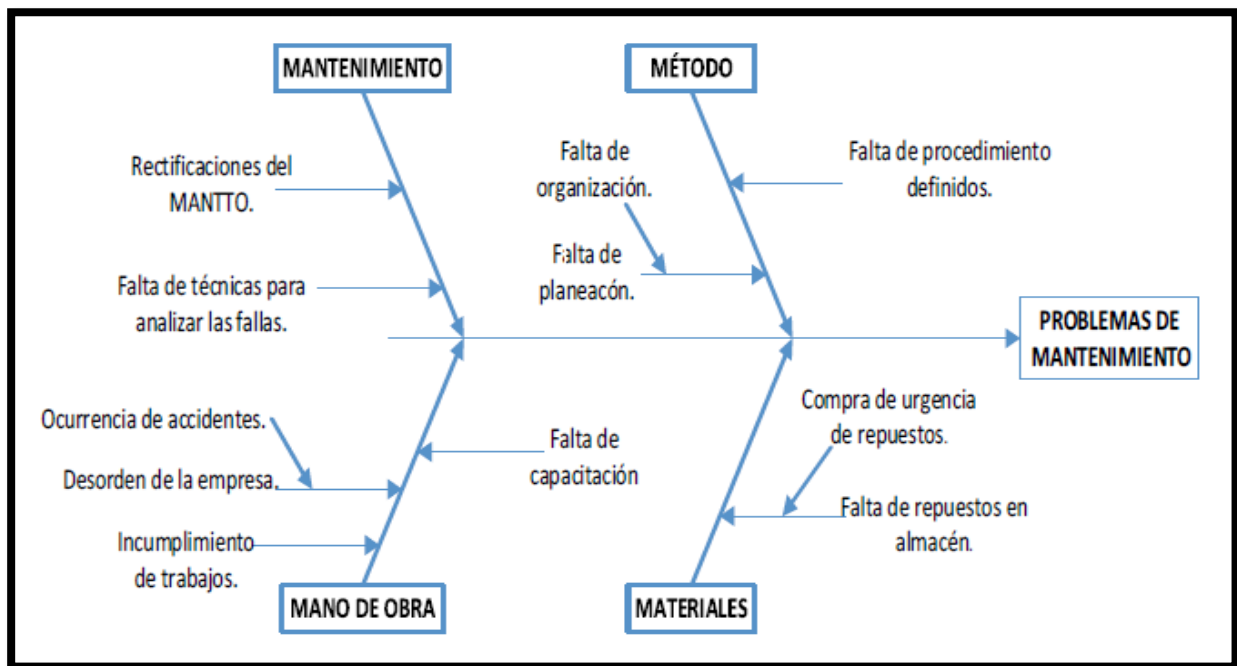 MANTENIMIENTO
MÉTODO
Rectificaciones del
MANTTO.
Falta de
organización.
Falta de procedimiento
definidos.
Falta de técnicas para
analizar las fallas.
Falta de
planeacón.
PROBLEMAS DE
MANTENIMIENTO
Ocurrencia de accidentes.
Desorden de la empresa.
Incumplimiento
de trabajos.
Falta de
capacitación
Compra de urgencia
de repuestos.
Falta de repuestos en
almacén.
MANO DE OBRA
MATERIALES